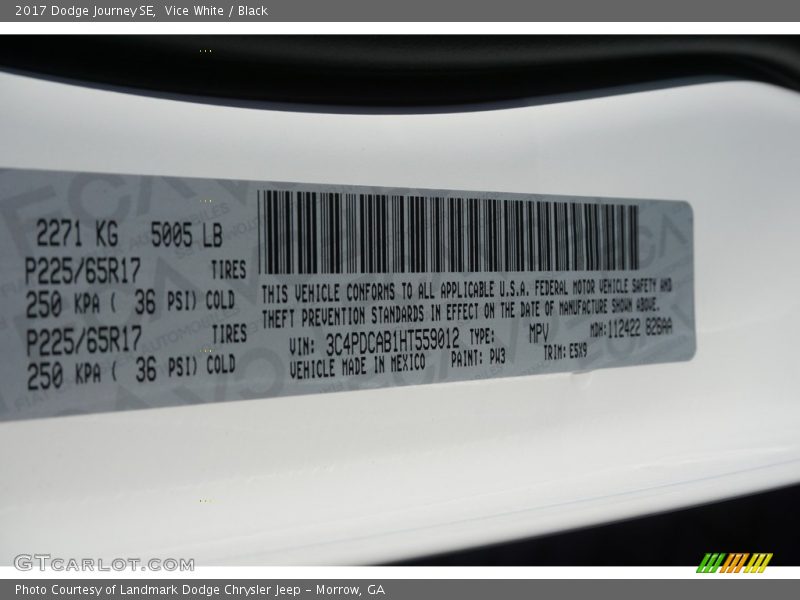 2017 Dodge Journey SE, Vice White / Black
2271 KG 5005 LB
P225/65R17 TIRES
250 KPA ( 36 PSI) COLD
P225/65R17 TIRES
250 KPA ( 36 PSI) COLD
THIS VEHICLE CONFORMS TO ALL APPLICABLE U.S.A. FEDERAL MOTOR VEHICLE SAFETY AND
THEFT PREVENTION STANDARDS IN EFFECT ON THE DATE OF MANUFACTURE SHOWN ABOVE.
VIN: 3C4PDCAB1HT559012 TYPE: MPV MDH:112422 826AA
VEHICLE MADE IN MEXICO PAINT: PW3 TRIM: E5X9
GTCARLOT.COM
Photo Courtesy of Landmark Dodge Chrysler Jeep - Morrow, GA